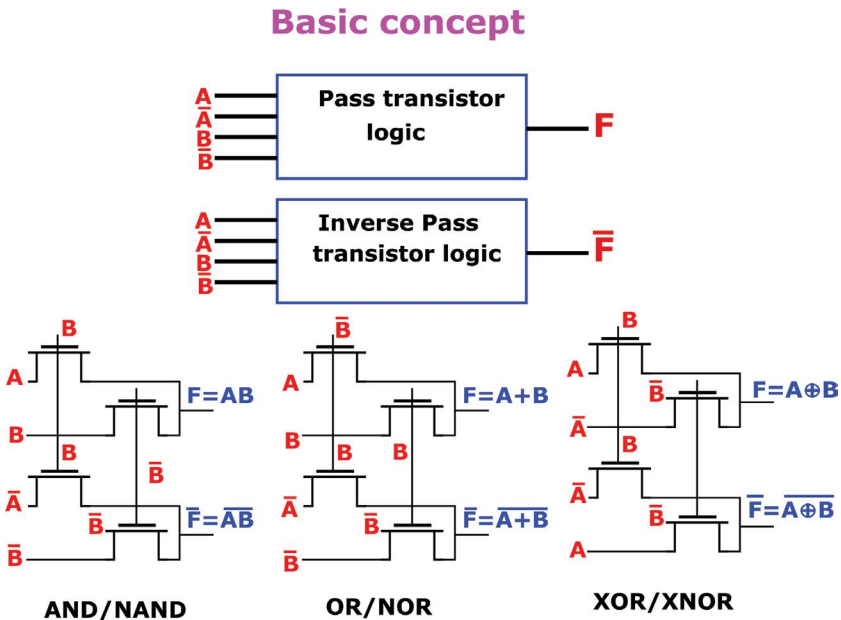 Basic concept
A
A̅
B
B̅
Pass transistor
logic
F
A
A̅
B
B̅
Inverse Pass
transistor logic
F̅
B
A
F=AB
B
B
B̅
A̅
B̅
F̅=A̅B̅
B̅
AND/NAND
B̅
A
F=A+B
B
B
B
A̅
B̅
F̅=A̅+̅B̅
B̅
OR/NOR
B
A
B̅
F=A⊕B
A̅
B
A̅
B̅
F̅=A̅⊕̅B̅
A
XOR/XNOR